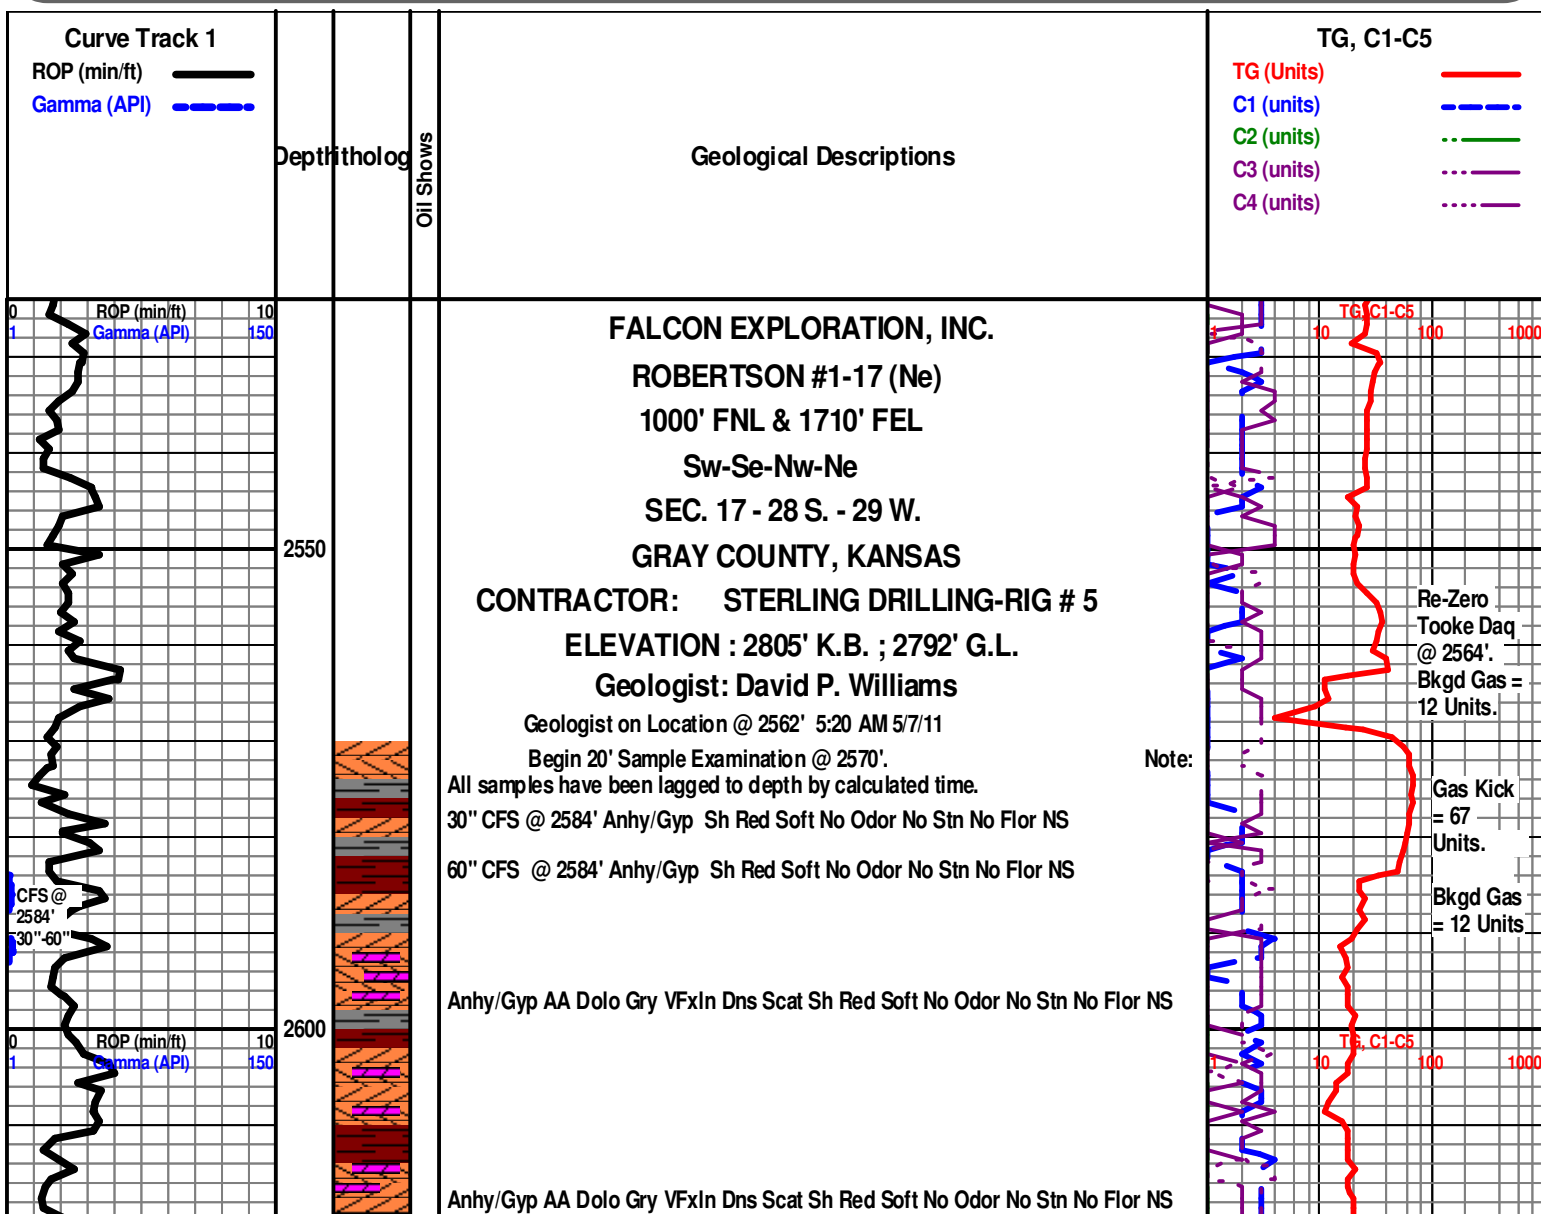 Curve Track 1
ROP (min/ft)
Gamma (API)
Depth
ithology
Oil Shows
Geological Descriptions
TG, C1-C5
TG (Units)
C1 (units)
C2 (units)
C3 (units)
C4 (units)
0 ROP (min/ft) 10
1 Gamma (API) 150
TG, C1-C5
1 10 100 1000
FALCON EXPLORATION, INC.
ROBERTSON #1-17 (Ne)
1000' FNL & 1710' FEL
Sw-Se-Nw-Ne
SEC. 17 - 28 S. - 29 W.
2550
GRAY COUNTY, KANSAS
CONTRACTOR: STERLING DRILLING-RIG # 5
ELEVATION : 2805' K.B. ; 2792' G.L.
Geologist: David P. Williams
Geologist on Location @ 2562' 5:20 AM 5/7/11
Begin 20' Sample Examination @ 2570'. Note:
All samples have been lagged to depth by calculated time.
30" CFS @ 2584' Anhy/Gyp Sh Red Soft No Odor No Stn No Flor NS
60" CFS @ 2584' Anhy/Gyp Sh Red Soft No Odor No Stn No Flor NS
Re-Zero
Tooke Daq
@ 2564'.
Bkgd Gas =
12 Units.
Gas Kick
= 67
Units.
Bkgd Gas
= 12 Units
CFS @
2584'
30"-60"
Anhy/Gyp AA Dolo Gry VFxln Dns Scat Sh Red Soft No Odor No Stn No Flor NS
2600
0 ROP (min/ft) 10
1 Gamma (API) 150
TG, C1-C5
1 10 100 1000
Anhy/Gyp AA Dolo Gry VFxln Dns Scat Sh Red Soft No Odor No Stn No Flor NS